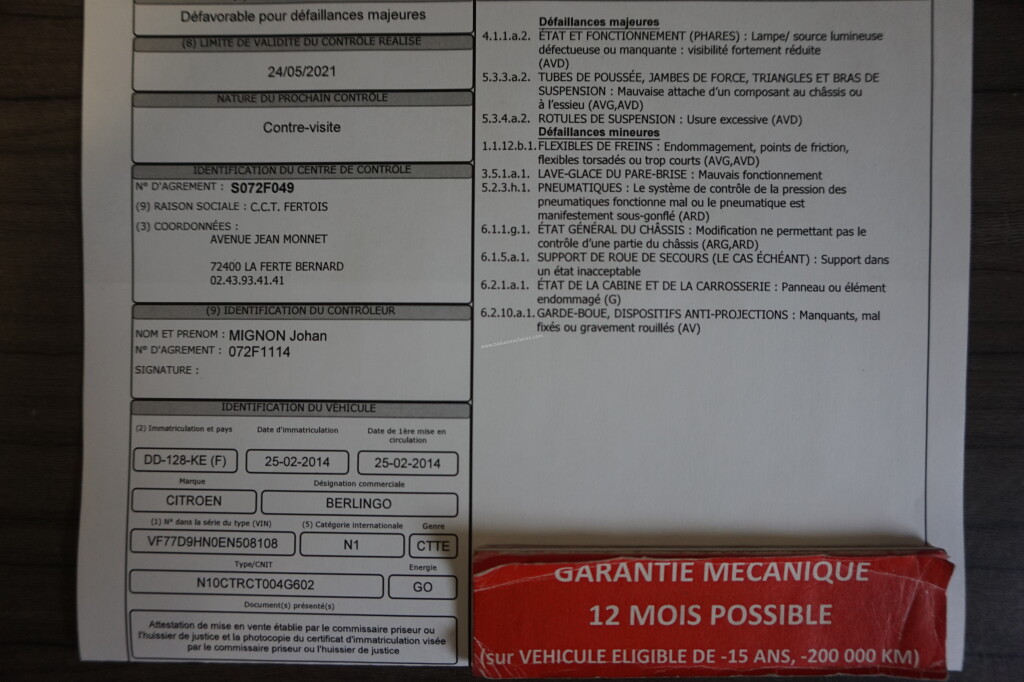 Défavorable pour défaillances majeures
(8) LIMITE DE VALIDITÉ DU CONTRÔLE RÉALISÉ
24/05/2021
NATURE DU PROCHAIN CONTRÔLE
Contre-visite
IDENTIFICATION DU CENTRE DE CONTRÔLE
N° D'AGREMENT : S072F049
(9) RAISON SOCIALE : C.C.T. FERTOIS
(3) COORDONNÉES :
AVENUE JEAN MONNET
72400 LA FERTE BERNARD
02.43.93.41.41
(9) IDENTIFICATION DU CONTRÔLEUR
NOM ET PRENOM : MIGNON Johan
N° D'AGREMENT : 072F1114
SIGNATURE :
IDENTIFICATION DU VÉHICULE
(2) Immatriculation et pays
Date d'immatriculation
Date de 1ère mise en
circulation
DD-128-KE (F)
25-02-2014
25-02-2014
Marque
Désignation commerciale
CITROEN
BERLINGO
(1) N° dans la série du type (VIN)
(5) Catégorie internationale
Genre
VF77D9HN0EN508108
N1
CTTE
Type/CNIT
Energie
N10CTRCT004G602
GO
Document(s) présenté(s)
Attestation de mise en vente établie par le commissaire priseur ou
l'huissier de justice et la photocopie du certificat d'immatriculation visée
par le commissaire priseur ou l'huissier de justice
Défaillances majeures
4.1.1.a.2. ÉTAT ET FONCTIONNEMENT (PHARES) : Lampe/ source lumineuse
défectueuse ou manquante : visibilité fortement réduite
(AVD)
5.3.3.a.2. TUBES DE POUSSÉE, JAMBES DE FORCE, TRIANGLES ET BRAS DE
SUSPENSION : Mauvaise attache d'un composant au châssis ou
à l'essieu (AVG,AVD)
5.3.4.a.2. ROTULES DE SUSPENSION : Usure excessive (AVD)
Défaillances mineures
1.1.12.b.1. FLEXIBLES DE FREINS : Endommagement, points de friction,
flexibles torsadés ou trop courts (AVG,AVD)
3.5.1.a.1. LAVE-GLACE DU PARE-BRISE : Mauvais fonctionnement
5.2.3.h.1. PNEUMATIQUES : Le système de contrôle de la pression des
pneumatiques fonctionne mal ou le pneumatique est
manifestement sous-gonflé (ARD)
6.1.1.g.1. ÉTAT GÉNÉRAL DU CHÂSSIS : Modification ne permettant pas le
contrôle d'une partie du châssis (ARG,ARD)
6.1.5.a.1. SUPPORT DE ROUE DE SECOURS (LE CAS ÉCHÉANT) : Support dans
un état inacceptable
6.2.1.a.1. ÉTAT DE LA CABINE ET DE LA CARROSSERIE : Panneau ou élément
endommagé (G)
6.2.10.a.1. GARDE-BOUE, DISPOSITIFS ANTI-PROJECTIONS : Manquants, mal
fixés ou gravement rouillés (AV)
GARANTIE MECANIQUE
12 MOIS POSSIBLE
(sur VEHICULE ELIGIBLE DE -15 ANS, -200 000 KM)